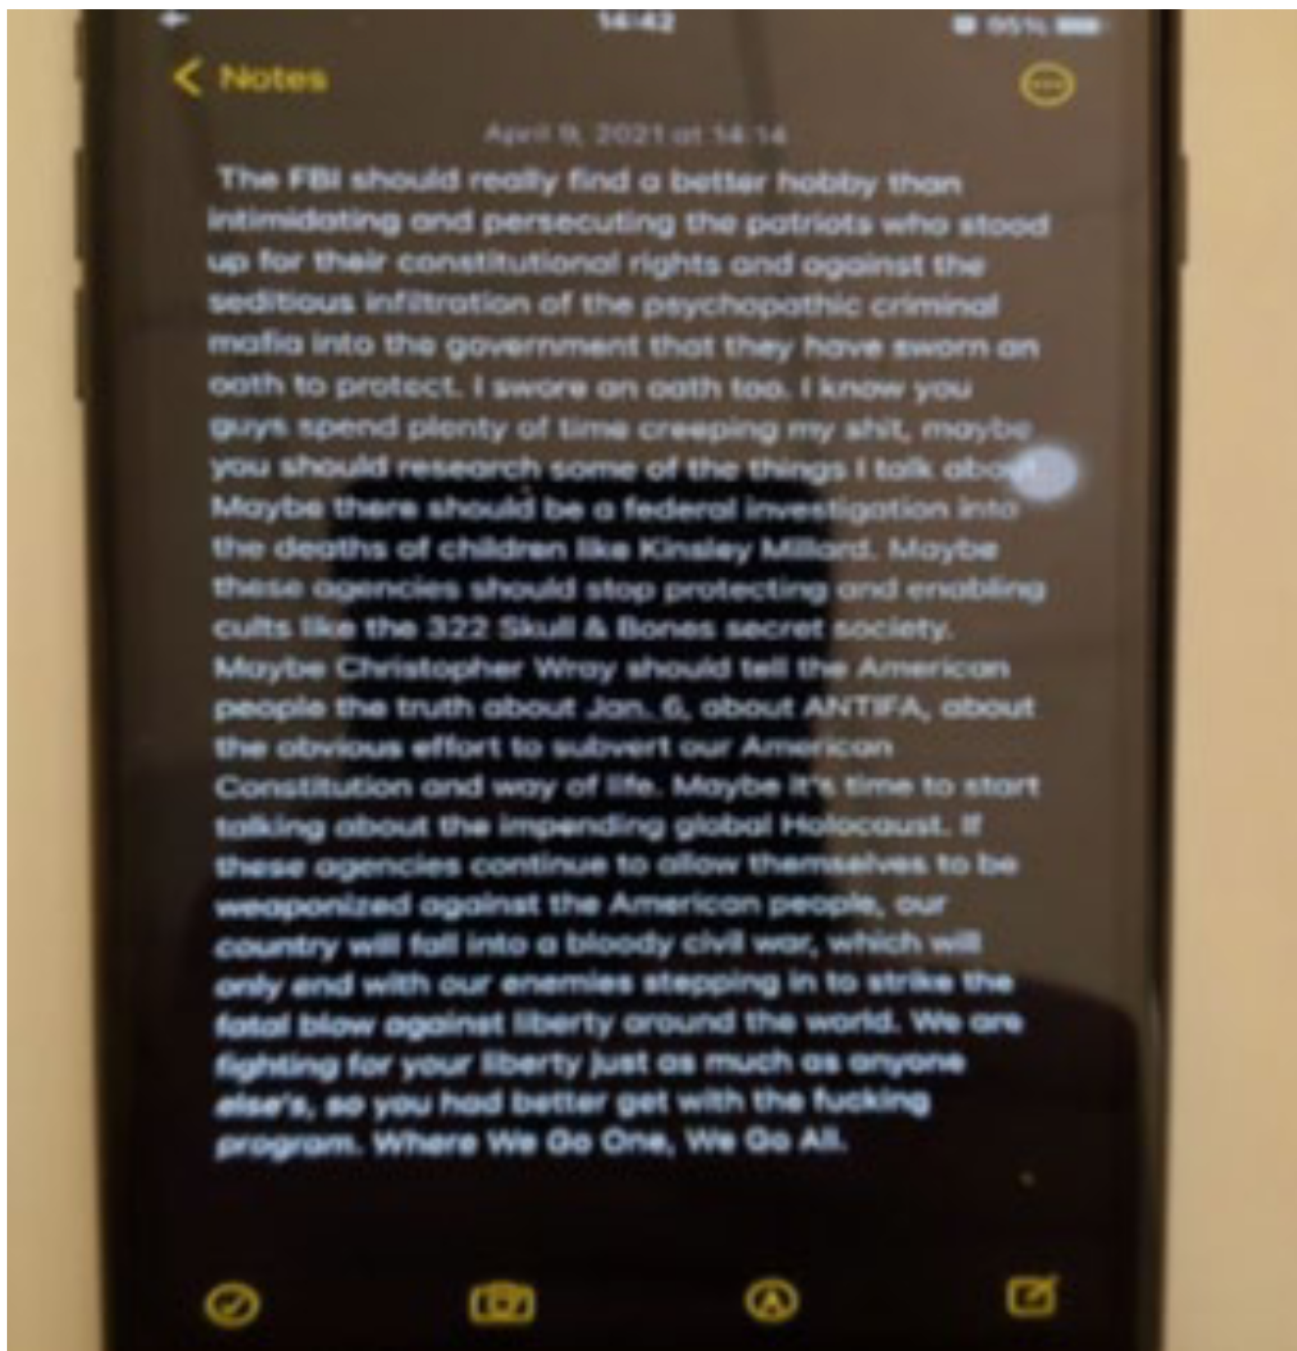 14:42
95%
Notes
April 9, 2021 at 14:14
The FBI should really find a better hobby than
intimidating and persecuting the patriots who stood
up for their constitutional rights and against the
seditious infiltration of the psychopathic criminal
mafia into the government that they have sworn an
oath to protect. I swore an oath too. I know you
guys spend plenty of time creeping my shit, maybe
you should research some of the things I talk about
Maybe there should be a federal investigation into
the deaths of children like Kinsley Millard. Maybe
these agencies should stop protecting and enabling
cults like the 322 Skull & Bones secret society.
Maybe Christopher Wray should tell the American
people the truth about Jan. 6, about ANTIFA, about
the obvious effort to subvert our American
Constitution and way of life. Maybe it's time to start
talking about the impending global Holocaust. If
these agencies continue to allow themselves to be
weaponized against the American people, our
country will fall into a bloody civil war, which will
only end with our enemies stepping in to strike the
fatal blow against liberty around the world. We are
fighting for your liberty just as much as anyone
else's, so you had better get with the fucking
program. Where We Go One, We Go All.